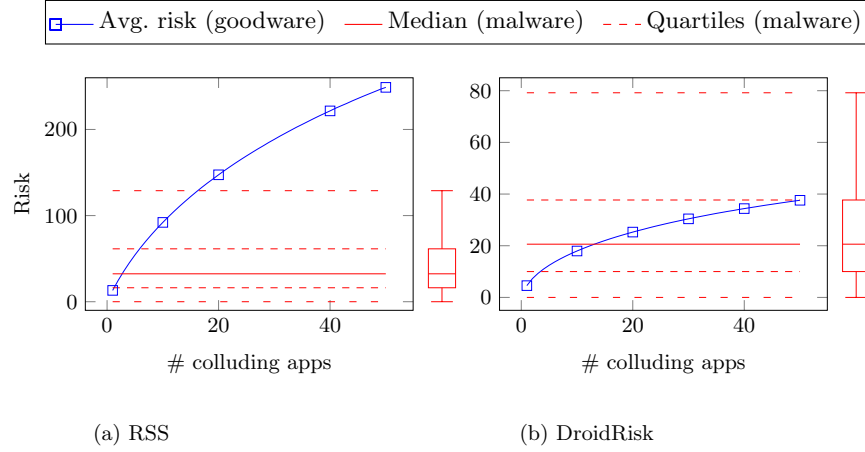 Avg. risk (goodware) Median (malware) Quartiles (malware)
200
100
0
Risk
0 20 40
# colluding apps
(a) RSS
80
60
40
20
0
0 20 40
# colluding apps
(b) DroidRisk